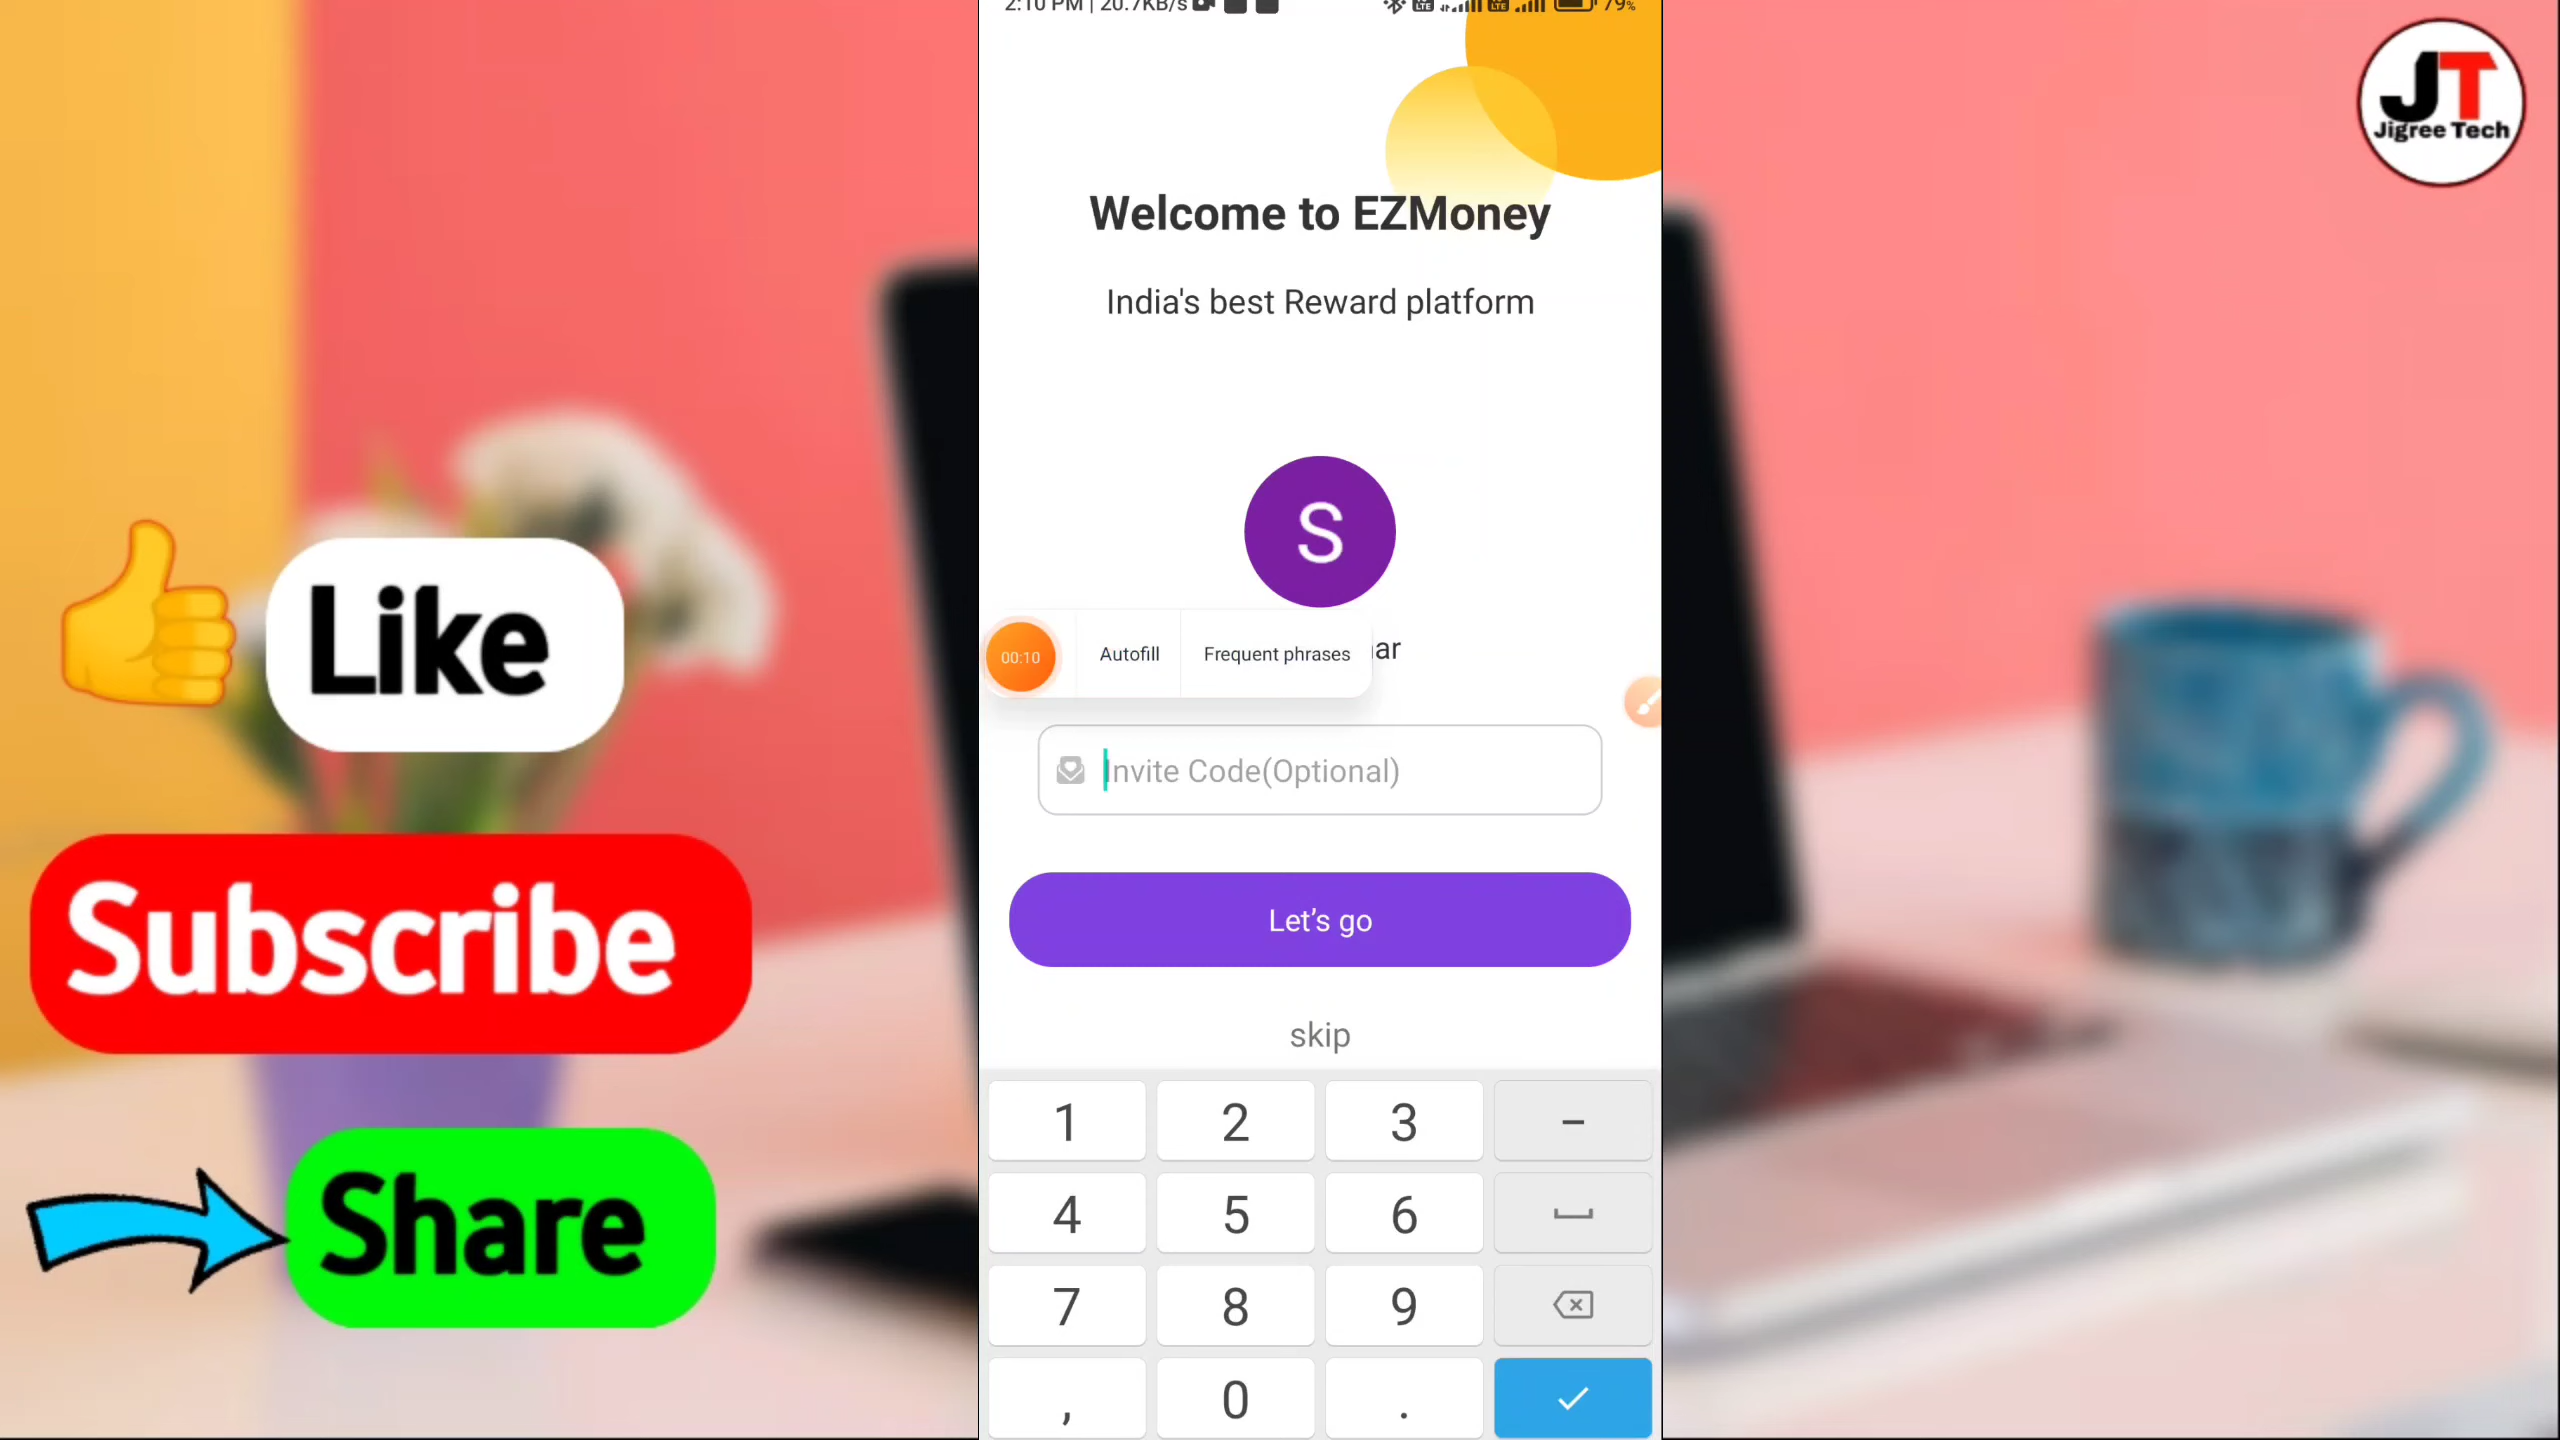 2:10 PM | 20.7KB/s
79%
JT
Jigree Tech
Welcome to EZMoney
India's best Reward platform
S
00:10
Autofill
Frequent phrases
ar
Invite Code(Optional)
Let's go
skip
Like
Subscribe
Share
1 2 3 -
4 5 6
7 8 9
, 0 .